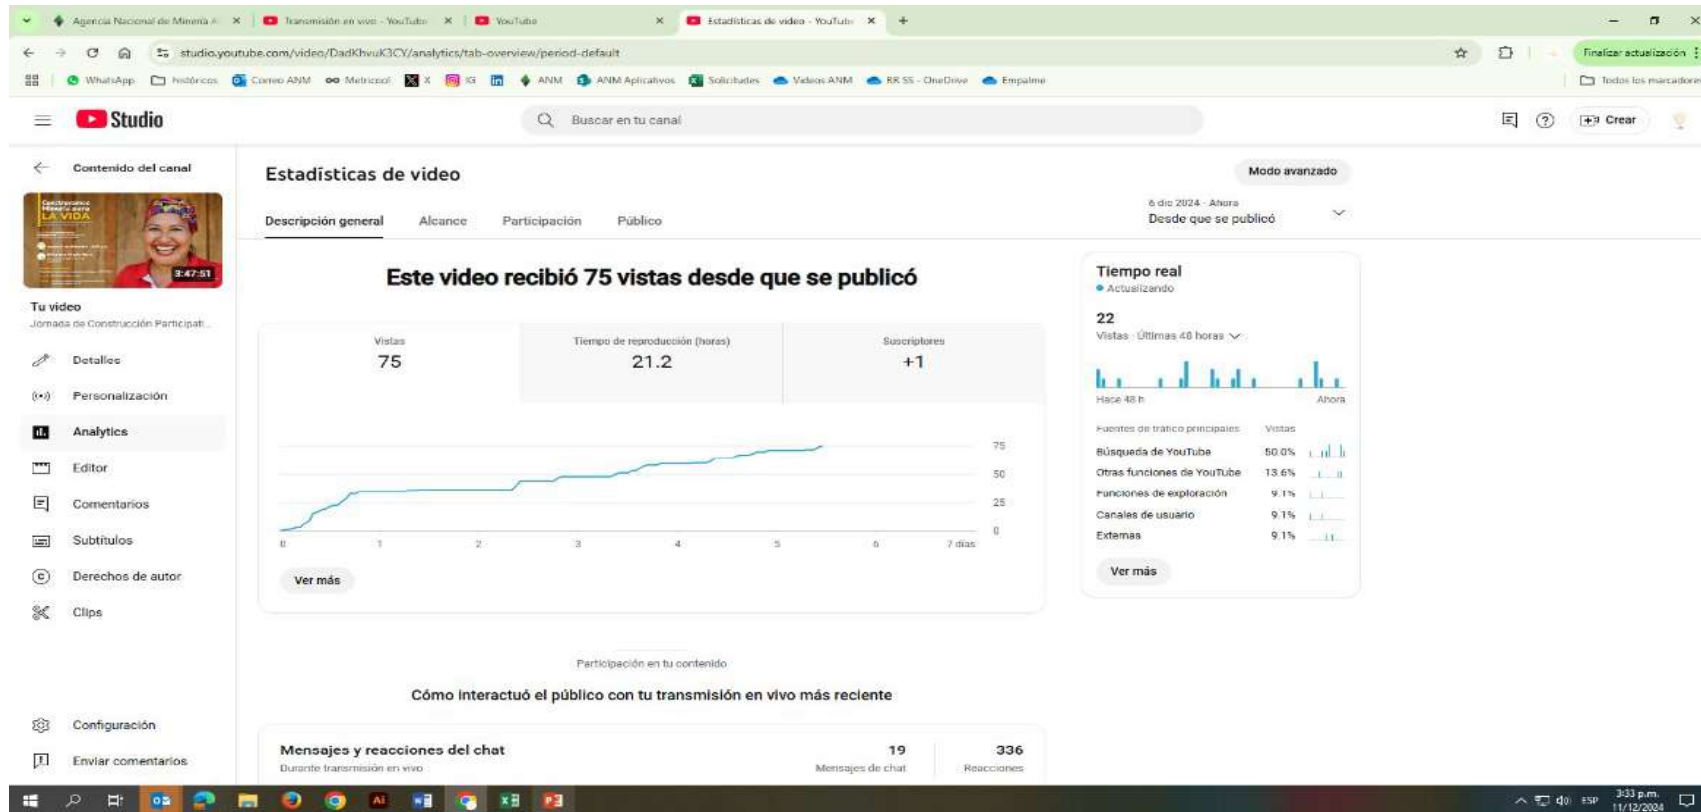 Agencia Nacional de Minería A
Transmisión en vivo - YouTube
YouTube
Estadísticas de video - YouTube
studio.youtube.com/video/DadKhvuK3CY/analytics/tab-overview/period-default
Finalizar actualización
WhatsApp
históricos
Correo ANM
Metricool
X
IG
ANM
ANM Aplicativos
Solicitudes
Videos ANM
RR SS - OneDrive
Empalme
Todos los marcadores
Studio
Buscar en tu canal
Crear
Contenido del canal
Construyamos
Minería para
LA VIDA
3:47:51
Tu video
Jornada de Construcción Participati...
Detalles
Personalización
Analytics
Editor
Comentarios
Subtítulos
Derechos de autor
Clips
Configuración
Enviar comentarios
Estadísticas de video
Modo avanzado
Descripción general
Alcance
Participación
Público
6 dic 2024 - Ahora
Desde que se publicó
Este video recibió 75 vistas desde que se publicó
Vistas
75
Tiempo de reproducción (horas)
21.2
Suscriptores
+1
75
50
25
0
0 1 2 3 4 5 6 7 días
Ver más
Tiempo real
Actualizando
22
Vistas · Últimas 48 horas
Hace 48 h Ahora
Fuentes de tráfico principales Vistas
Búsqueda de YouTube 50.0%
Otras funciones de YouTube 13.6%
Funciones de exploración 9.1%
Canales de usuario 9.1%
Externas 9.1%
Ver más
Participación en tu contenido
Cómo interactuó el público con tu transmisión en vivo más reciente
Mensajes y reacciones del chat
Durante transmisión en vivo
19
Mensajes de chat
336
Reacciones
ESP
3:33 p.m.
11/12/2024